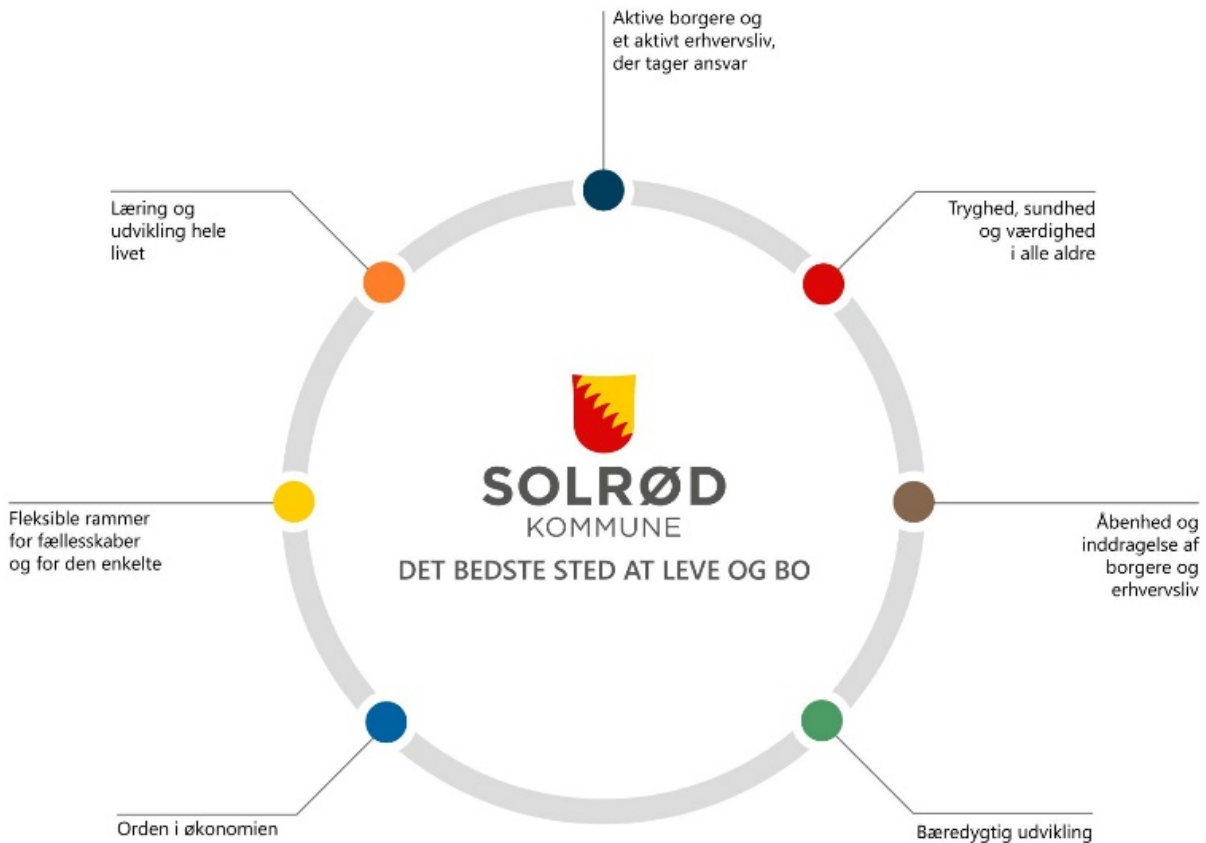 Aktive borgere og
et aktivt erhvervsliv,
der tager ansvar
Læring og
udvikling hele
livet
Tryghed, sundhed
og værdighed
i alle aldre
SOLRØD
KOMMUNE
DET BEDSTE STED AT LEVE OG BO
Fleksible rammer
for fællesskaber
og for den enkelte
Åbenhed og
inddragelse af
borgere og
erhvervsliv
Orden i økonomien
Bæredygtig udvikling